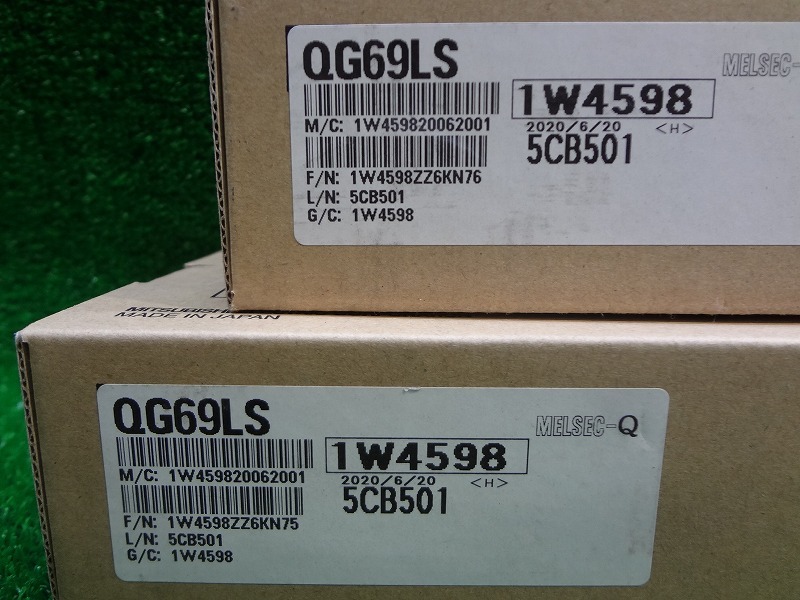 QG69LS
MELSEC-
1W4598
M/C: 1W459820062001
2020/6/20 <H>
5CB501
F/N: 1W4598ZZ6KN76
L/N: 5CB501
G/C: 1W4598
MADE IN JAPAN
QG69LS
MELSEC-Q
1W4598
M/C: 1W459820062001
2020/6/20 <H>
5CB501
F/N: 1W4598ZZ6KN75
L/N: 5CB501
G/C: 1W4598